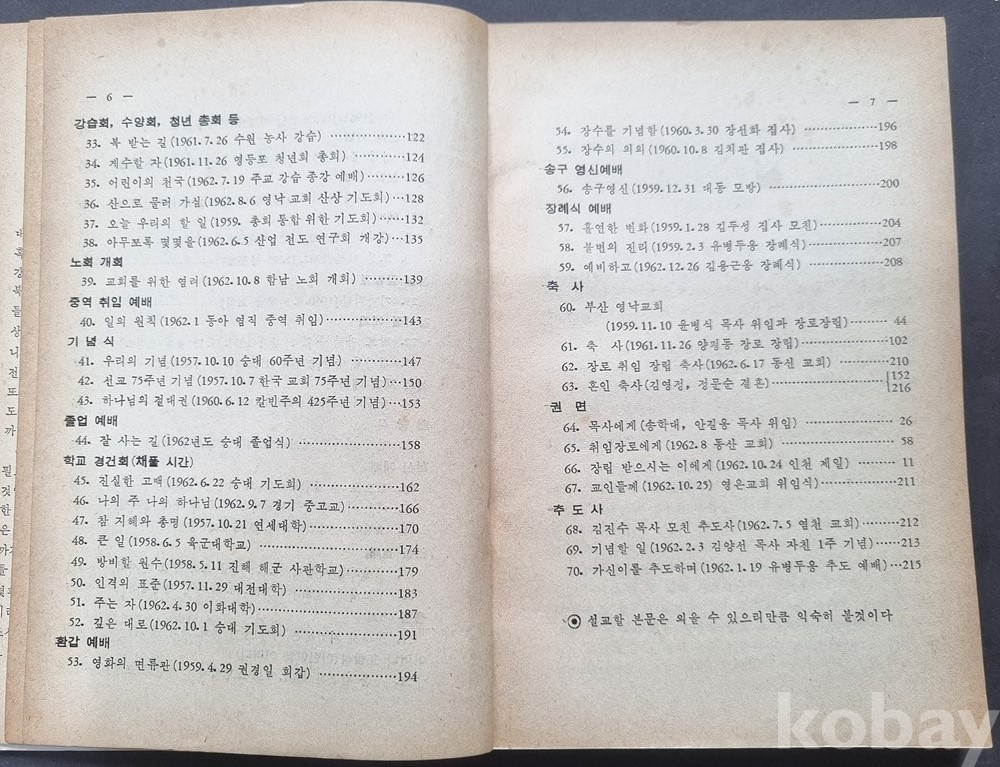 — 6 —
강습회, 수양회, 청년 총회 등
33. 복 받는 길(1961.7.26 수원 농사 강습)………………122
34. 계수할 자(1961.11.26 영등포 청년회 총회)…………124
35. 어린이의 천국(1962.7.19 주교 강습 종강 예배)………126
36. 산으로 물러 가심(1962.8.6 영낙 교회 산상 기도회)…128
37. 오늘 우리의 할 일(1959. 총회 통합 위한 기도회)……132
38. 아무포록 몇몇을(1962.6.5 산업 전도 연구회 개강)…135
노회 개회
39. 교회를 위한 염려(1962.10.8 함남 노회 개회)…………139
중역 취임 예배
40. 일의 원칙(1962.1 동아 염직 중역 취임)………………143
기 념 식
41. 우리의 기념(1957.10.10 숭대 60주년 기념)……………147
42. 선교 75주년 기념(1957.10.7 한국 교회 75주년 기념)…150
43. 하나님의 절대권(1960.6.12 칼빈주의 425주년 기념)…153
졸업 예배
44. 잘 사는 길(1962년도 숭대 졸업식)………………………158
학교 경건회(채풀 시간)
45. 진실한 고백(1962.6.22 숭대 기도회)……………………162
46. 나의 주 나의 하나님(1962.9.7 경기 중고교)……………166
47. 참 지혜와 총명(1957.10.21 연세대학)……………………170
48. 큰 일(1958.6.5 육군대학교)………………………………174
49. 방비할 원수(1958.5.11 진해 해군 사관학교)……………179
50. 인격의 표준(1957.11.29 대전대학)………………………183
51. 주는 자(1962.4.30 이화대학)………………………………187
52. 깊은 대로(1962.10.1 숭대 기도회)………………………191
환갑 예배
53. 영화의 면류관(1959.4.29 권경일 회갑)…………………194
— 7 —
54. 장수를 기념함(1960.3.30 장선화 집사)…………………196
55. 장수의 의의(1960.10.8 김치판 집사)……………………198
송구 영신예배
56. 송구영신(1959.12.31 대동 모방)…………………………200
장례식 예배
57. 홀연한 변화(1959.1.28 김두성 집사 모친)………………204
58. 불변의 진리(1959.2.3 유병두옹 장례식)…………………207
59. 예비하고(1962.12.26 김용근옹 장례식)…………………208
축 사
60. 부산 영낙교회
(1959.11.10 윤병식 목사 위임과 장로장립)……… 44
61. 축 사(1961.11.26 양평동 장로 장립)……………………102
62. 장로 취임 장립 축사(1962.6.17 동신 교회)……………210
63. 혼인 축사(김영경, 정문순 결혼)…………………………{152
216
권 면
64. 목사에게(송학대, 안길옹 목사 위임)…………………… 26
65. 취임장로에게(1962.8 동산 교회)………………………… 58
66. 장립 받으시는 이에게(1962.10.24 인천 제일)………… 11
67. 교인들께(1962.10.25) 영은교회 위임식)………………211
추 도 사
68. 김진수 목사 모친 추도사(1962.7.5 염천 교회)………212
69. 기념할 일(1962.2.3 김양선 목사 자친 1주 기념)……213
70. 가신이를 추도하며(1962.1.19 유병두옹 추도 예배)…215
◉ 설교할 본문은 외울 수 있으리만큼 익숙히 볼것이다
kobay